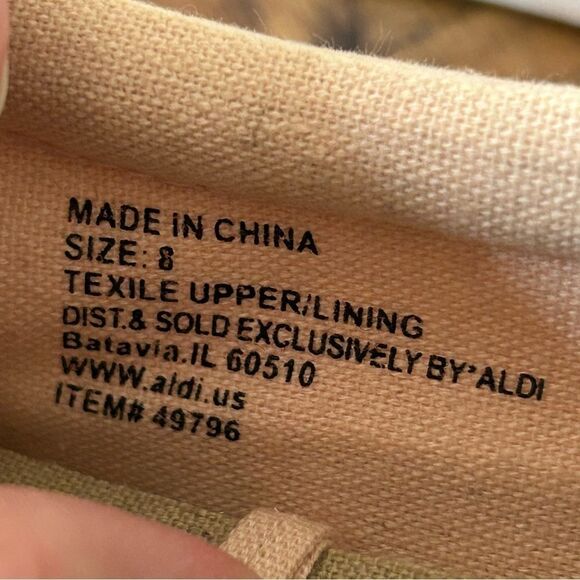 MADE IN CHINA
SIZE: 8
TEXILE UPPER/LINING
DIST.& SOLD EXCLUSIVELY BY*ALDI
Batavia.IL 60510
WWW.aldi.us
ITEM# 49796